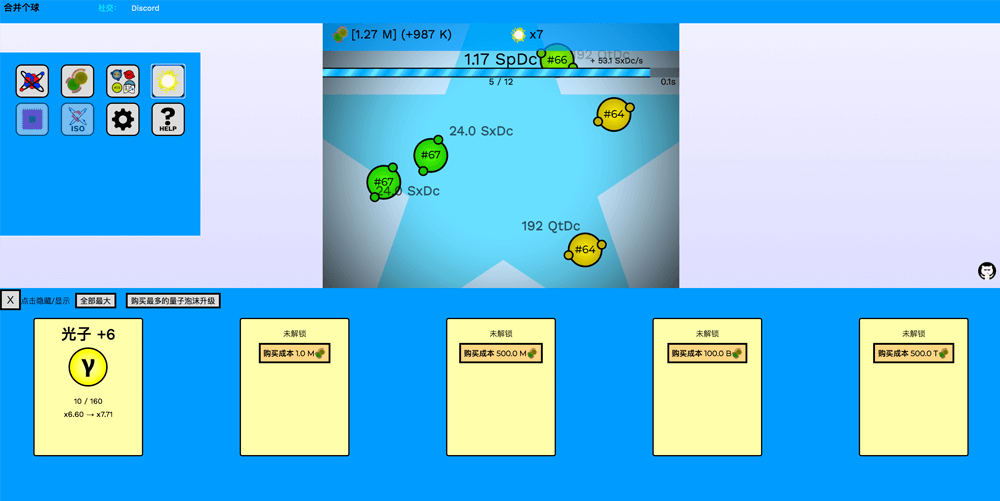 合并个球
社交:
Discord
[1.27 M] (+987 K)
x7
192 QtDc
1.17 SpDc
#66
+ 53.1 SxDc/s
5 / 12
0.1s
#64
24.0 SxDc
#67
#67
24.0 SxDc
192 QtDc
#64
ISO
HELP
X
点击隐藏/显示
全部最大
购买最多的量子泡沫升级
光子 +6
γ
10 / 160
x6.60 → x7.71
未解锁
购买成本 1.0 M
未解锁
购买成本 500.0 M
未解锁
购买成本 100.0 B
未解锁
购买成本 500.0 T